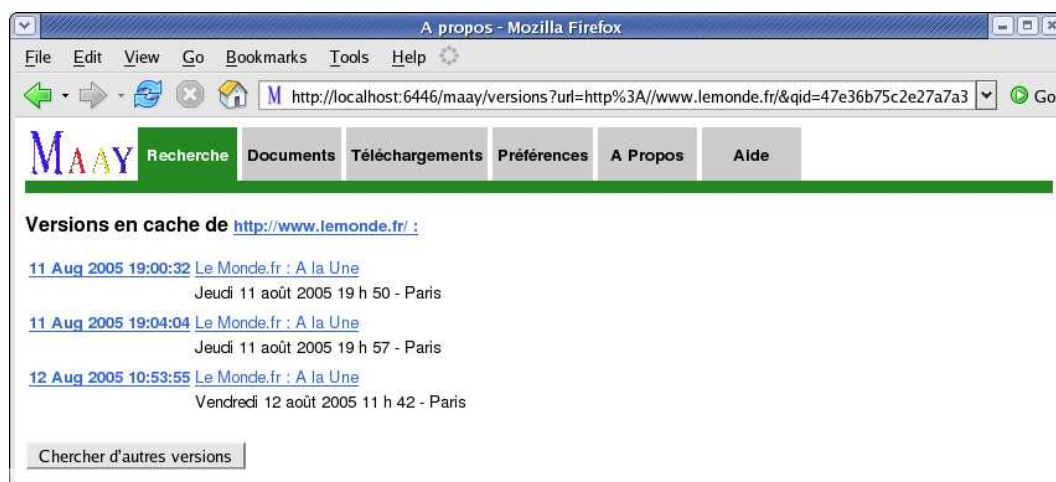 A propos - Mozilla Firefox
File Edit View Go Bookmarks Tools Help
M http://localhost:6446/maay/versions?url=http%3A//www.lemonde.fr/&qid=47e36b75c2e27a7a3 Go
MAAY Recherche Documents Téléchargements Préférences A Propos Aide
Versions en cache de http://www.lemonde.fr/ :
11 Aug 2005 19:00:32 Le Monde.fr : A la Une
Jeudi 11 août 2005 19 h 50 - Paris
11 Aug 2005 19:04:04 Le Monde.fr : A la Une
Jeudi 11 août 2005 19 h 57 - Paris
12 Aug 2005 10:53:55 Le Monde.fr : A la Une
Vendredi 12 août 2005 11 h 42 - Paris
Chercher d'autres versions